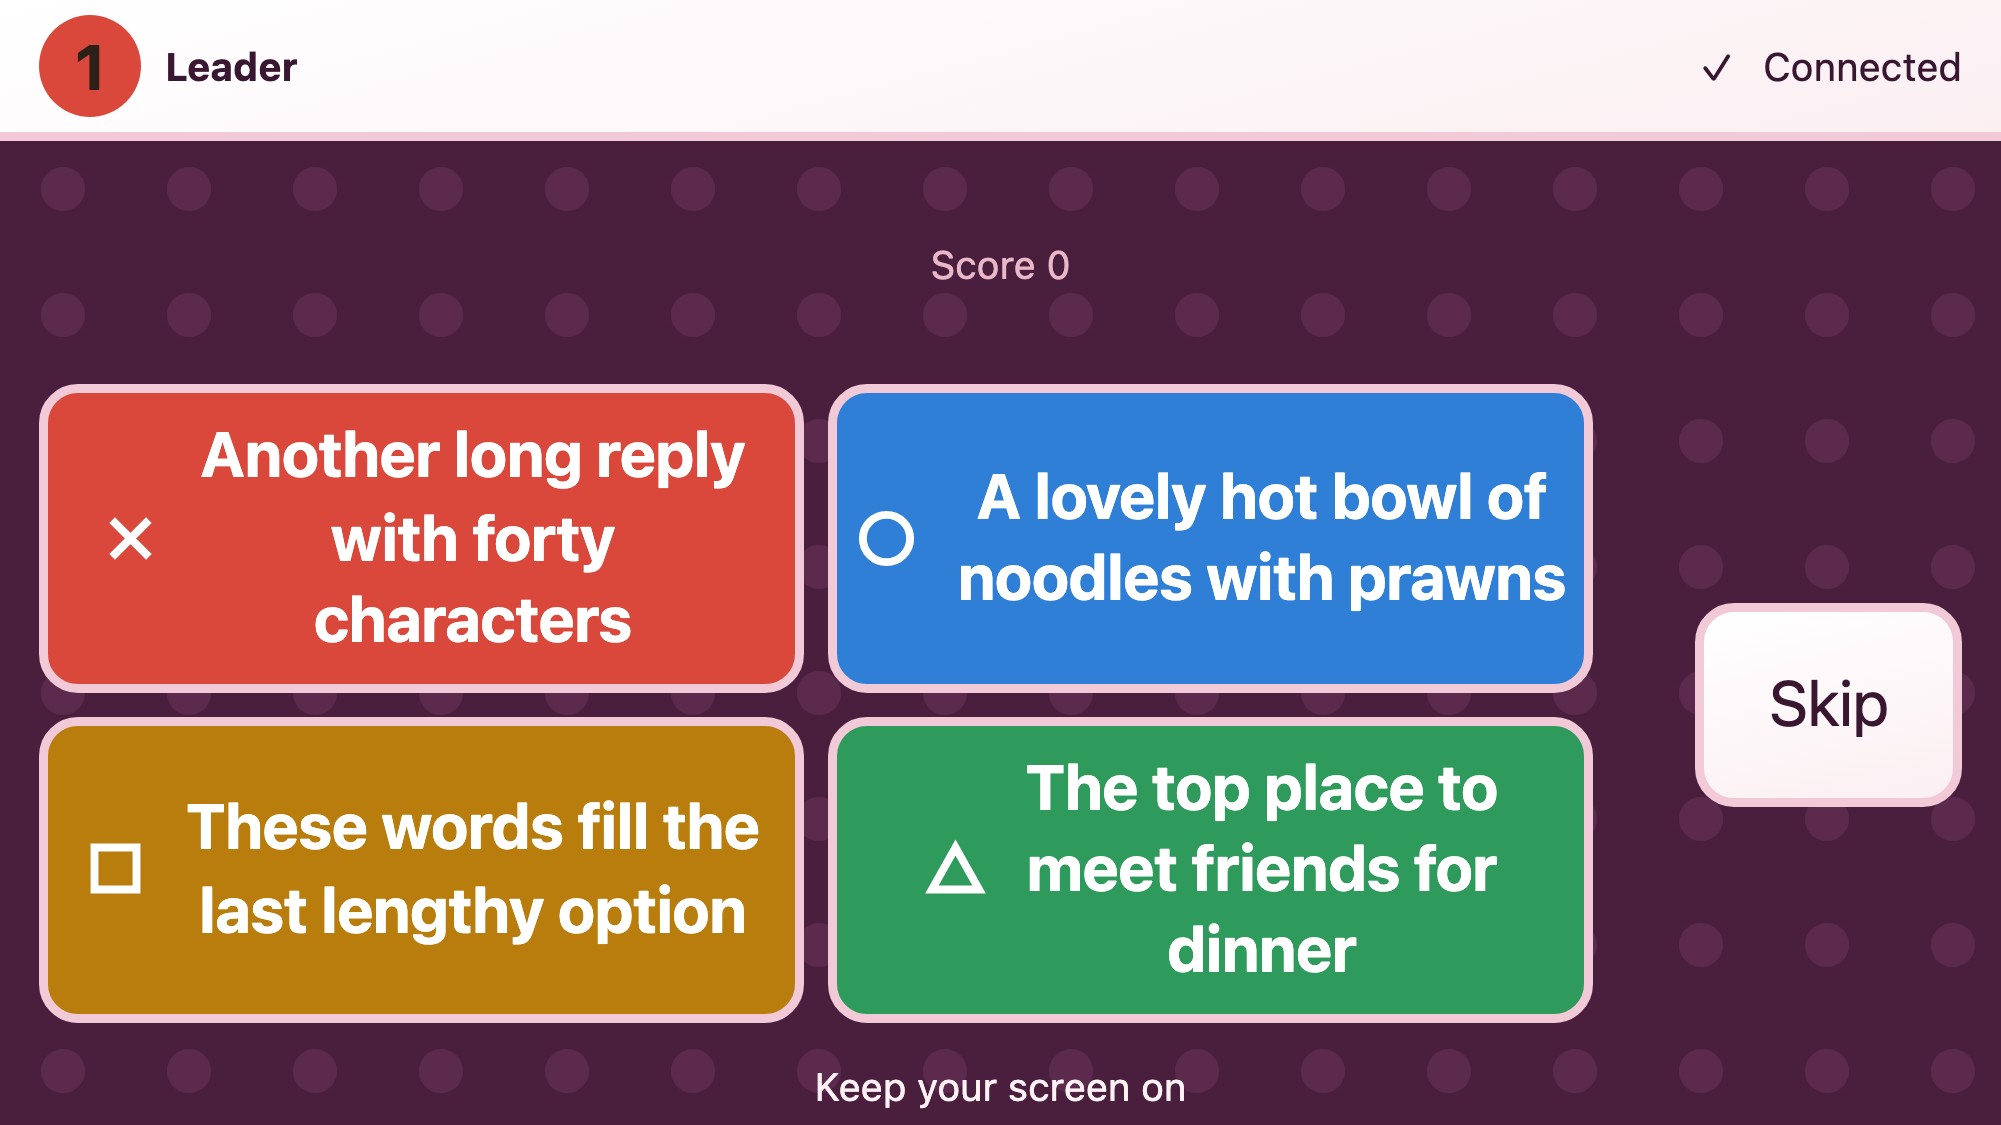 1 Leader
✓ Connected
Score 0
Another long reply
with forty
characters
A lovely hot bowl of
noodles with prawns
These words fill the
last lengthy option
The top place to
meet friends for
dinner
Skip
Keep your screen on